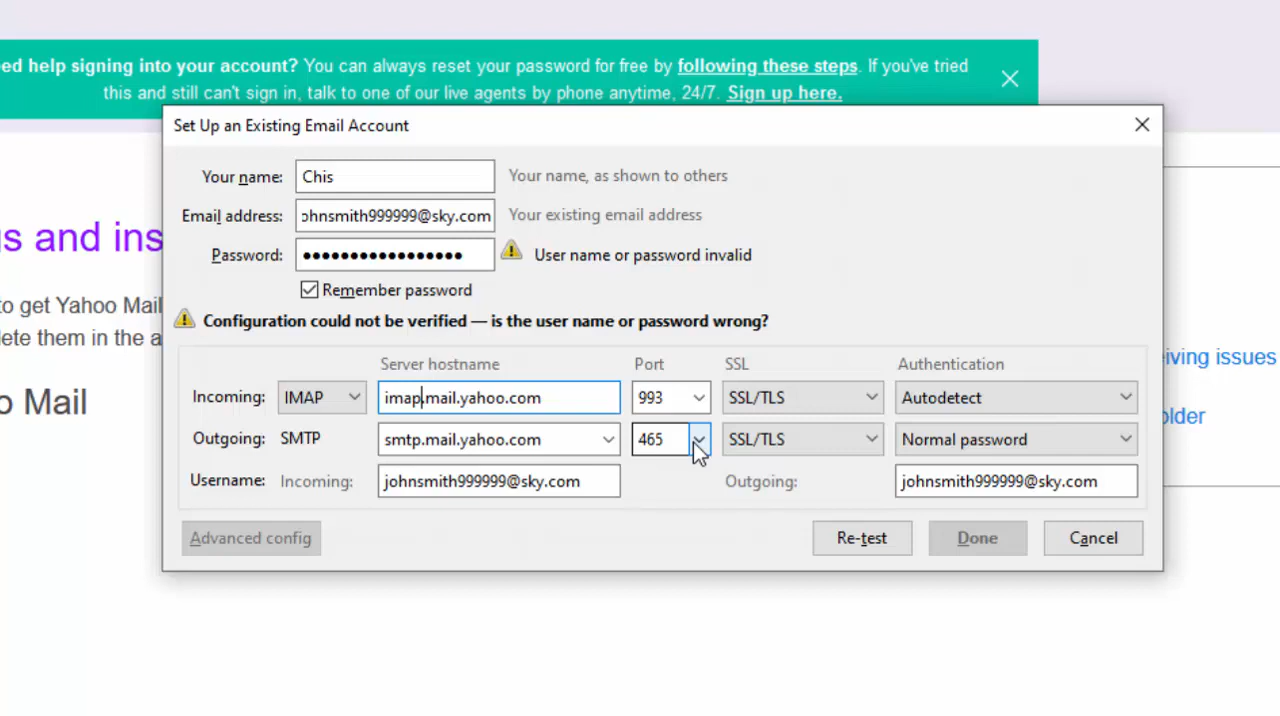 ed help signing into your account? You can always reset your password for free by following these steps. If you've tried
this and still can't sign in, talk to one of our live agents by phone anytime, 24/7. Sign up here.
Set Up an Existing Email Account
Your name: Chis Your name, as shown to others
Email address: ohnsmith999999@sky.com Your existing email address
gs and ins
Password: ••••••••••••••••• User name or password invalid
Remember password
to get Yahoo Mail
Configuration could not be verified — is the user name or password wrong?
lete them in the a
Server hostname Port SSL Authentication
eiving issues
Incoming: IMAP imap.mail.yahoo.com 993 SSL/TLS Autodetect
o Mail
older
Outgoing: SMTP smtp.mail.yahoo.com 465 SSL/TLS Normal password
Username: Incoming: johnsmith999999@sky.com Outgoing: johnsmith999999@sky.com
Advanced config Re-test Done Cancel